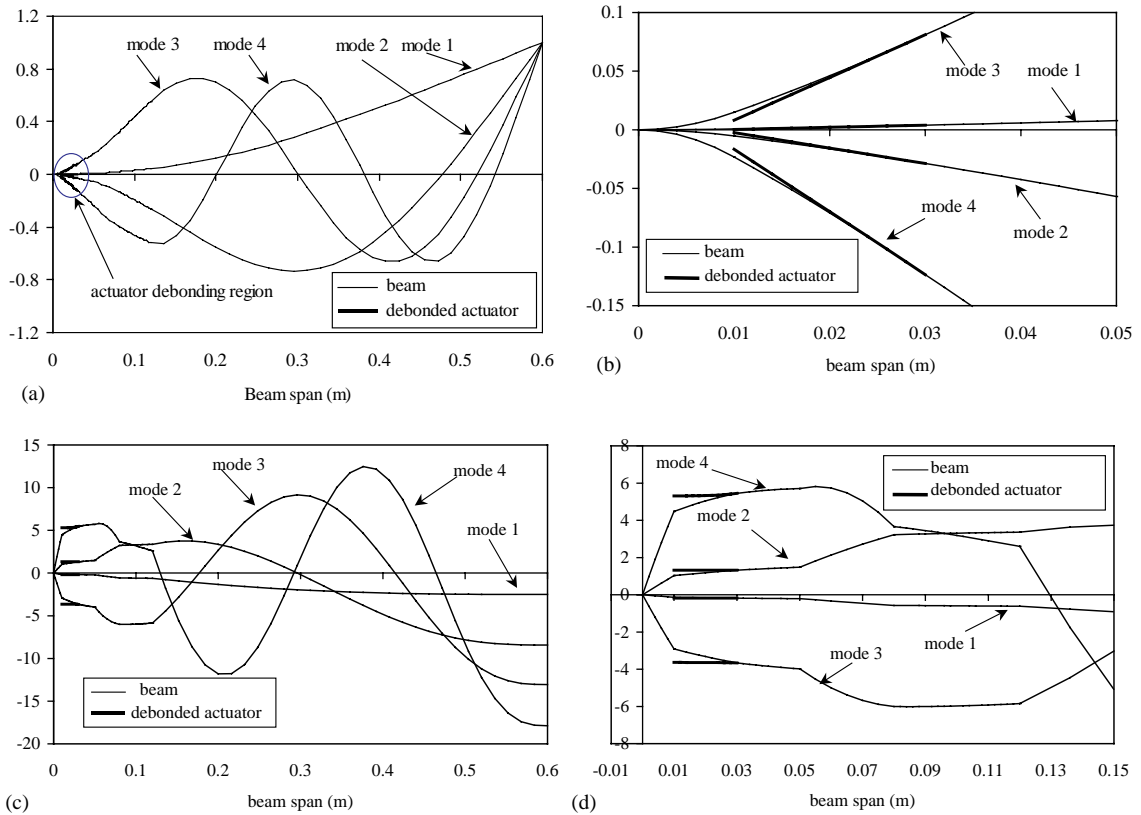 1.2
0.8
0.4
0
-0.4
-0.8
-1.2
mode 3
mode 4
mode 2
mode 1
actuator debonding region
beam
debonded actuator
0 0.1 0.2 0.3 0.4 0.5 0.6
(a)
Beam span (m)
0.1
0.05
0
-0.05
-0.1
-0.15
mode 3
mode 1
mode 2
mode 4
beam
debonded actuator
0 0.01 0.02 0.03 0.04 0.05
(b)
beam span (m)
15
10
5
0
-5
-10
-15
-20
mode 3
mode 4
mode 2
mode 1
beam
debonded actuator
0 0.1 0.2 0.3 0.4 0.5 0.6
(c)
beam span (m)
8
6
4
2
0
-2
-4
-6
-8
mode 4
mode 2
mode 1
mode 3
beam
debonded actuator
-0.01 0.01 0.03 0.05 0.07 0.09 0.11 0.13 0.15
(d)
beam span (m)